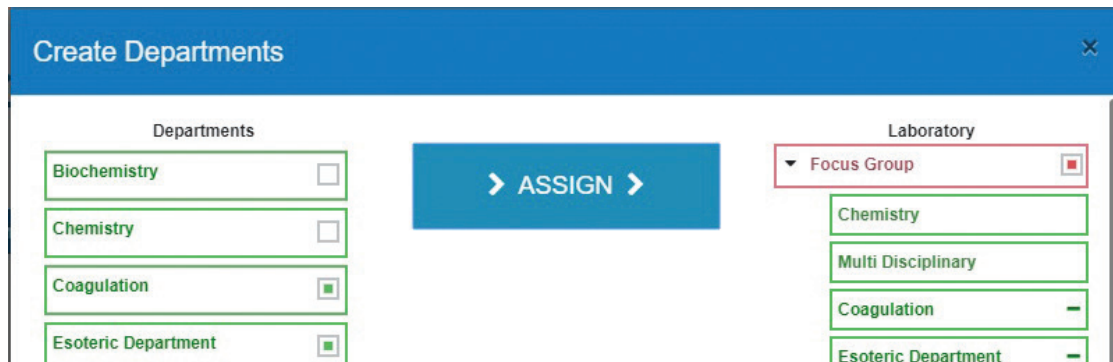 Create Departments
Departments
Biochemistry
Chemistry
Coagulation
Esoteric Department
ASSIGN
Laboratory
Focus Group
Chemistry
Multi Disciplinary
Coagulation
Esoteric Department